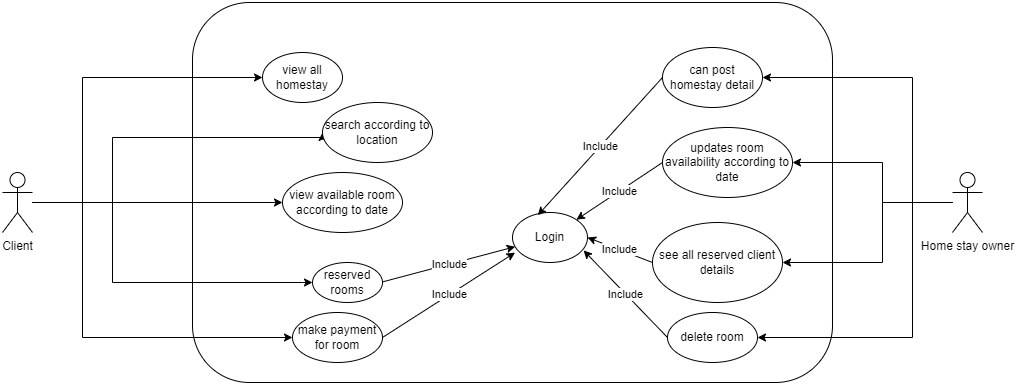 view all
homestay
can post
homestay detail
search according to
location
Include
updates room
availability according to
date
view available room
according to date
Include
Client
Login
Home stay owner
Include
see all reserved client
details
reserved
rooms
Include
Include
Include
make payment
for room
delete room